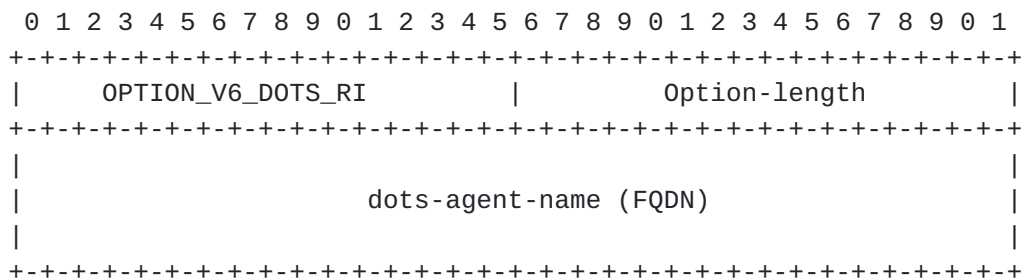 0 1 2 3 4 5 6 7 8 9 0 1 2 3 4 5 6 7 8 9 0 1 2 3 4 5 6 7 8 9 0 1
+-+-+-+-+-+-+-+-+-+-+-+-+-+-+-+-+-+-+-+-+-+-+-+-+-+-+-+-+-+-+-+-+
|     OPTION_V6_DOTS_RI         |         Option-length         |
+-+-+-+-+-+-+-+-+-+-+-+-+-+-+-+-+-+-+-+-+-+-+-+-+-+-+-+-+-+-+-+-+
|                                                               |
|                      dots-agent-name (FQDN)                   |
|                                                               |
+-+-+-+-+-+-+-+-+-+-+-+-+-+-+-+-+-+-+-+-+-+-+-+-+-+-+-+-+-+-+-+-+